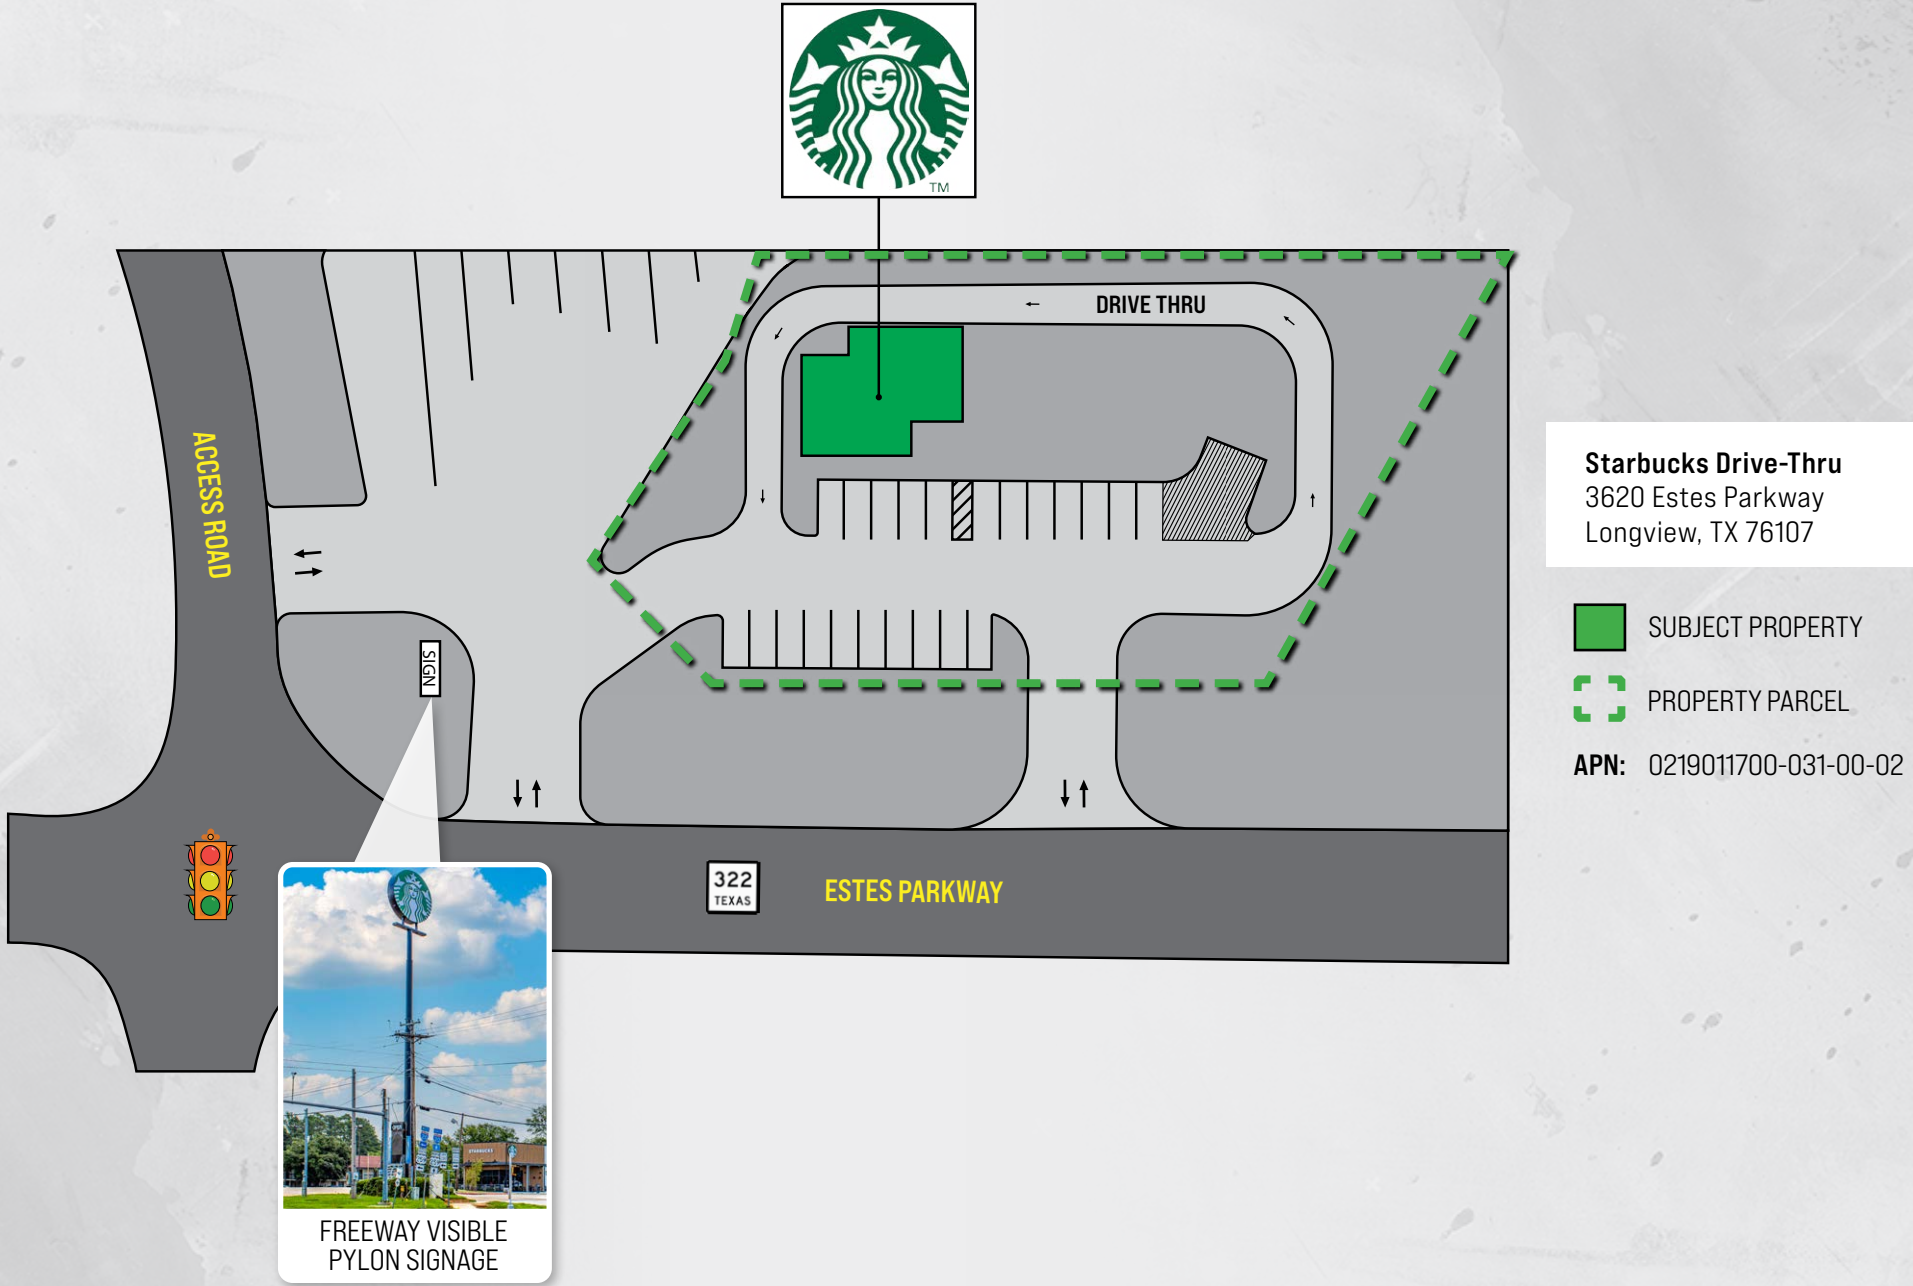 TM
DRIVE THRU
ACCESS ROAD
SIGN
Starbucks Drive-Thru
3620 Estes Parkway
Longview, TX 76107
SUBJECT PROPERTY
PROPERTY PARCEL
APN: 0219011700-031-00-02
322
TEXAS
ESTES PARKWAY
STARBUCKS
FREEWAY VISIBLE
PYLON SIGNAGE